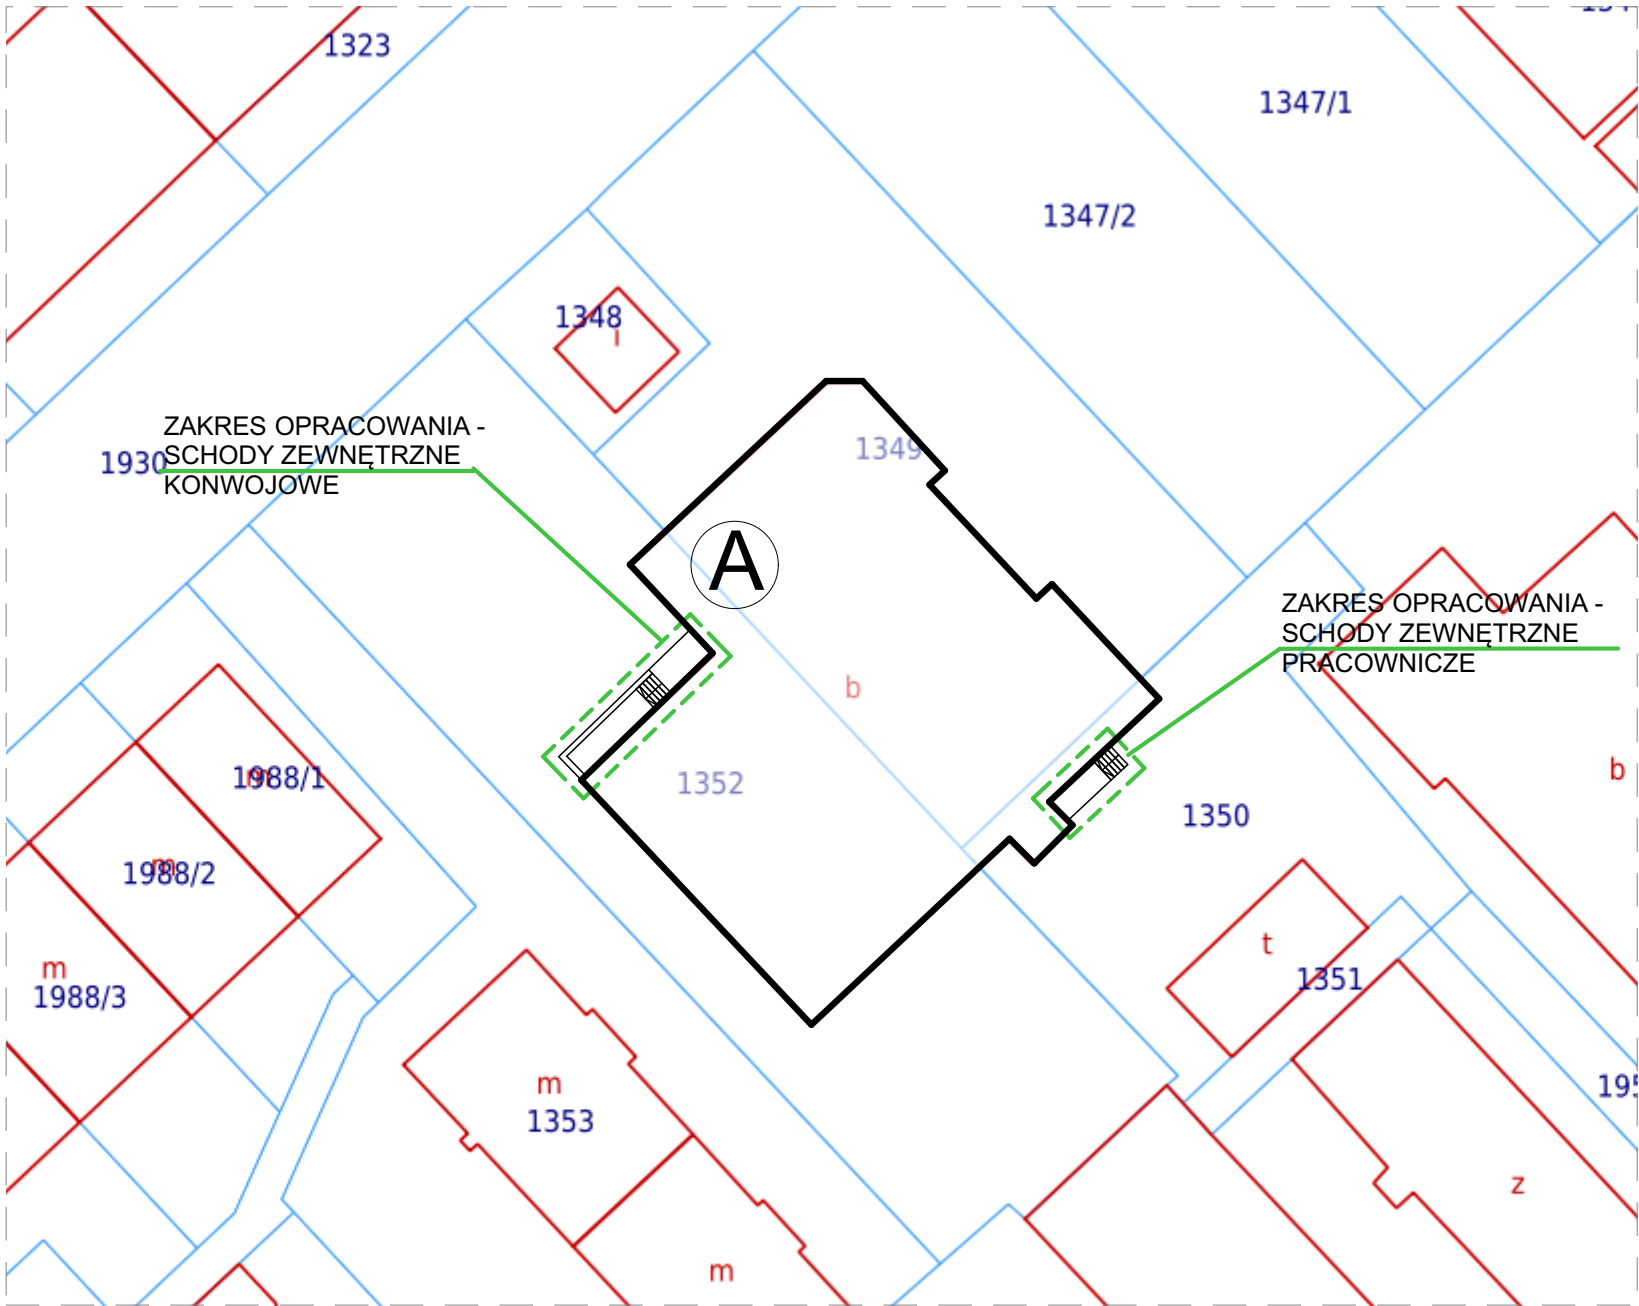 1323
1347/1
1347/2
1348
i
ZAKRES OPRACOWANIA -
SCHODY ZEWNĘTRZNE
KONWOJOWE
1930
1349
A
ZAKRES OPRACOWANIA -
SCHODY ZEWNĘTRZNE
PRACOWNICZE
b
1352
b
1988/1
m
1350
1988/2
m
t
m
1988/3
1351
m
1353
z
m